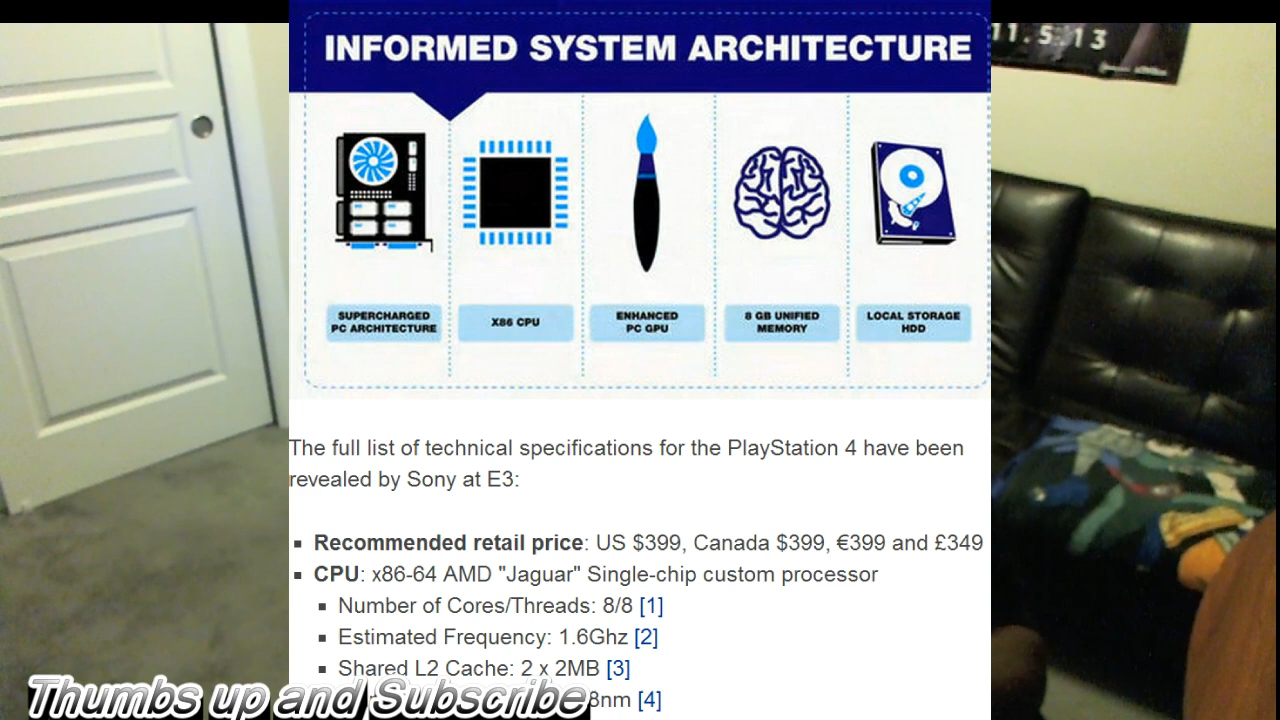 INFORMED SYSTEM ARCHITECTURE
11.5.13
SUPERCHARGED
PC ARCHITECTURE
X86 CPU
ENHANCED
PC GPU
8 GB UNIFIED
MEMORY
LOCAL STORAGE
HDD
The full list of technical specifications for the PlayStation 4 have been
revealed by Sony at E3:
▪ Recommended retail price: US $399, Canada $399, €399 and £349
▪ CPU: x86-64 AMD "Jaguar" Single-chip custom processor
▪ Number of Cores/Threads: 8/8 [1]
▪ Estimated Frequency: 1.6Ghz [2]
▪ Shared L2 Cache: 2 x 2MB [3]
8nm [4]
Thumbs up and Subscribe